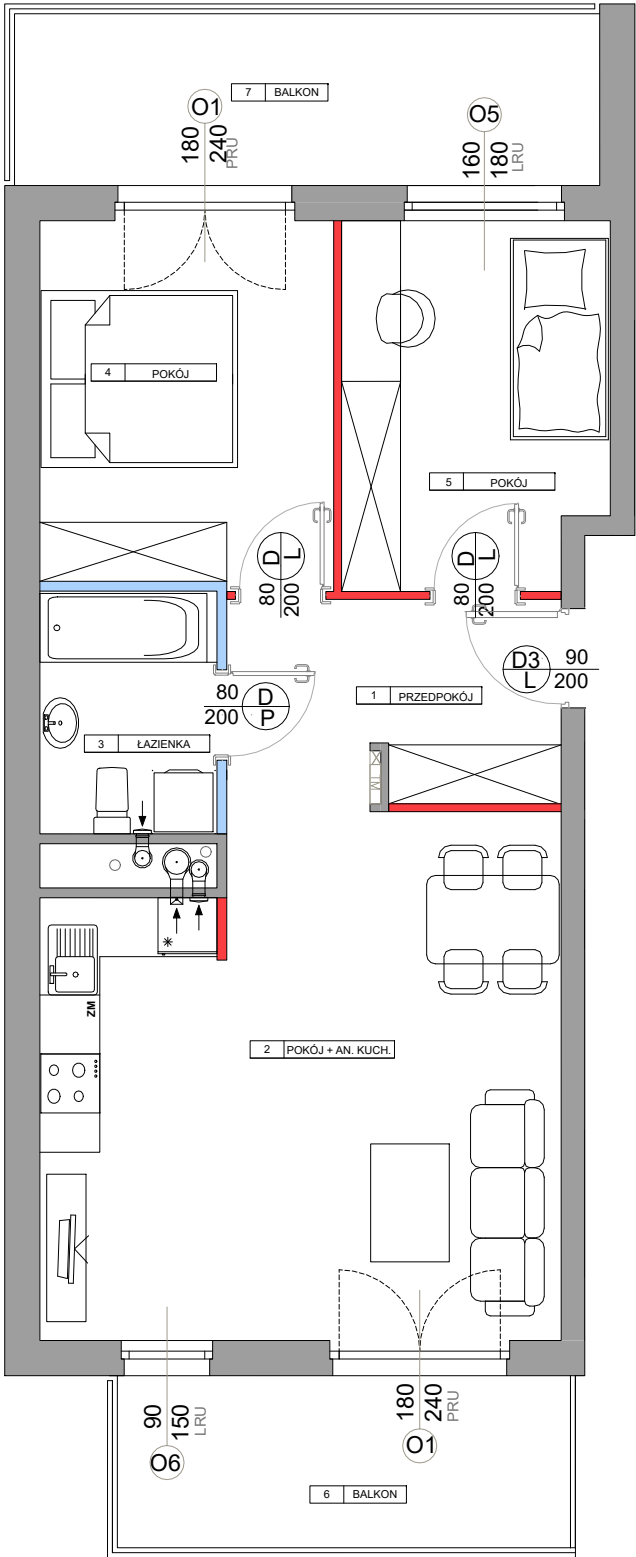 7 BALKON
O1
180
240
PRU
O5
160
180
LRU
4 POKÓJ
5 POKÓJ
D
L
80
200
D
L
80
200
D3
L
90
200
80
200
D
P
1 PRZEDPOKÓJ
3 ŁAZIENKA
TM
ZM
2 POKÓJ + AN. KUCH.
90
150
LRU
O6
180
240
PRU
O1
6 BALKON